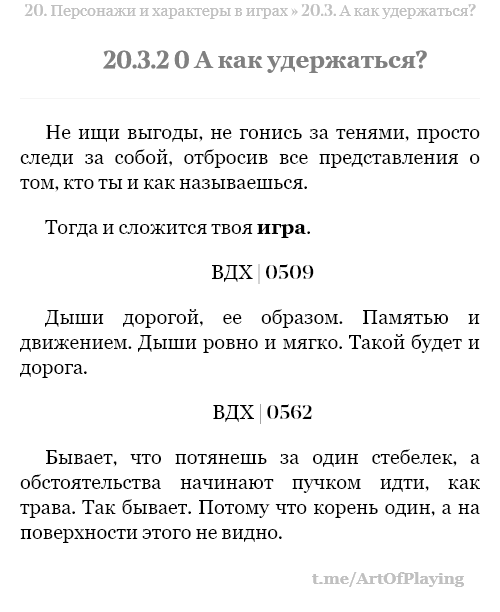 20. Персонажи и характеры в играх » 20.3. А как удержаться?
20.3.2 0 А как удержаться?
Не ищи выгоды, не гонись за тенями, просто
следи за собой, отбросив все представления о
том, кто ты и как называешься.
Тогда и сложится твоя игра.
ВДХ | 0509
Дыши дорогой, ее образом. Памятью и
движением. Дыши ровно и мягко. Такой будет и
дорога.
ВДХ | 0562
Бывает, что потянешь за один стебелек, а
обстоятельства начинают пучком идти, как
трава. Так бывает. Потому что корень один, а на
поверхности этого не видно.
t.me/ArtOfPlaying